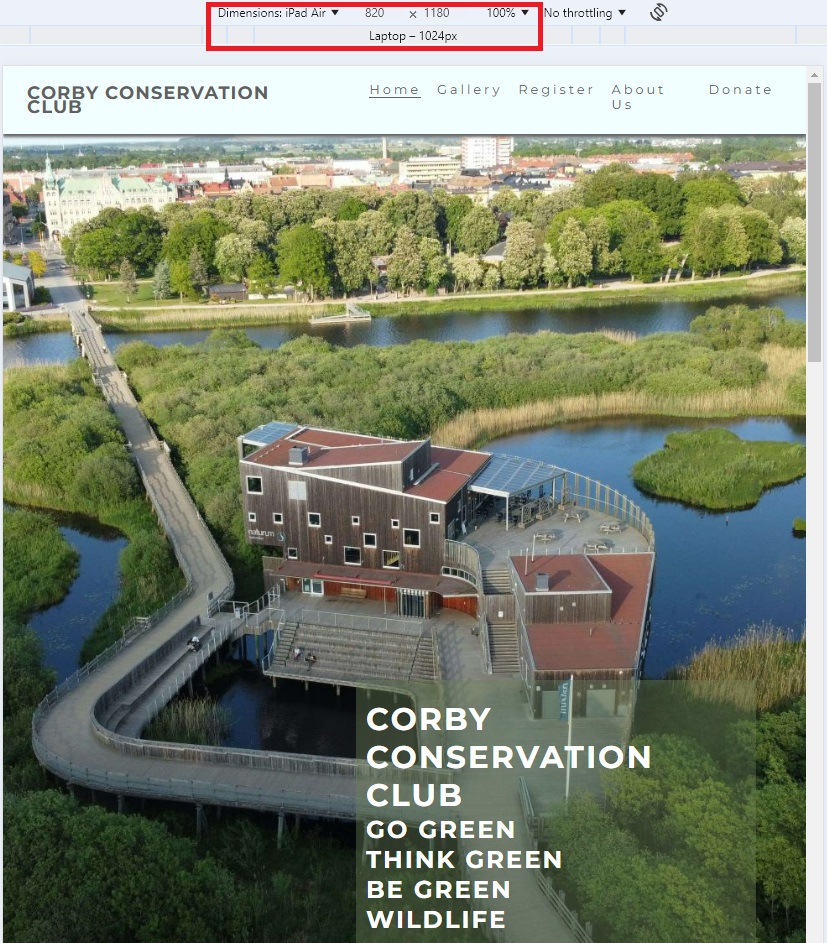 Dimensions: iPad Air ▼ 820 × 1180 100% ▼ No throttling ▼
Laptop – 1024px
CORBY CONSERVATION
CLUB
Home Gallery Register About
Us
Donate
naturum
CORBY
CONSERVATION
CLUB
GO GREEN
THINK GREEN
BE GREEN
WILDLIFE